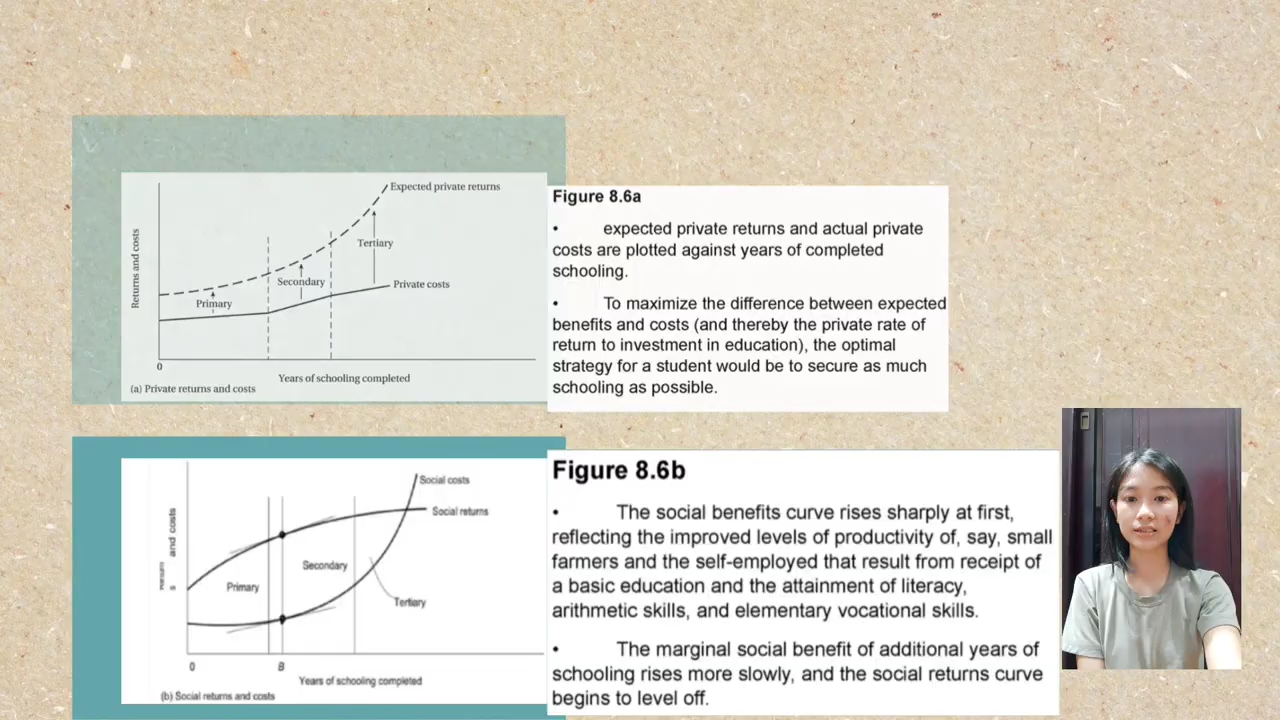 Expected private returns
Tertiary
Secondary
Private costs
Primary
Returns and costs
0
Years of schooling completed
(a) Private returns and costs
Figure 8.6a
• expected private returns and actual private
costs are plotted against years of completed
schooling.
• To maximize the difference between expected
benefits and costs (and thereby the private rate of
return to investment in education), the optimal
strategy for a student would be to secure as much
schooling as possible.
Social costs
Social returns
and costs
Secondary
Primary
Tertiary
0
B
Years of schooling completed
(b) Social returns and costs
Figure 8.6b
• The social benefits curve rises sharply at first,
reflecting the improved levels of productivity of, say, small
farmers and the self-employed that result from receipt of
a basic education and the attainment of literacy,
arithmetic skills, and elementary vocational skills.
• The marginal social benefit of additional years of
schooling rises more slowly, and the social returns curve
begins to level off.